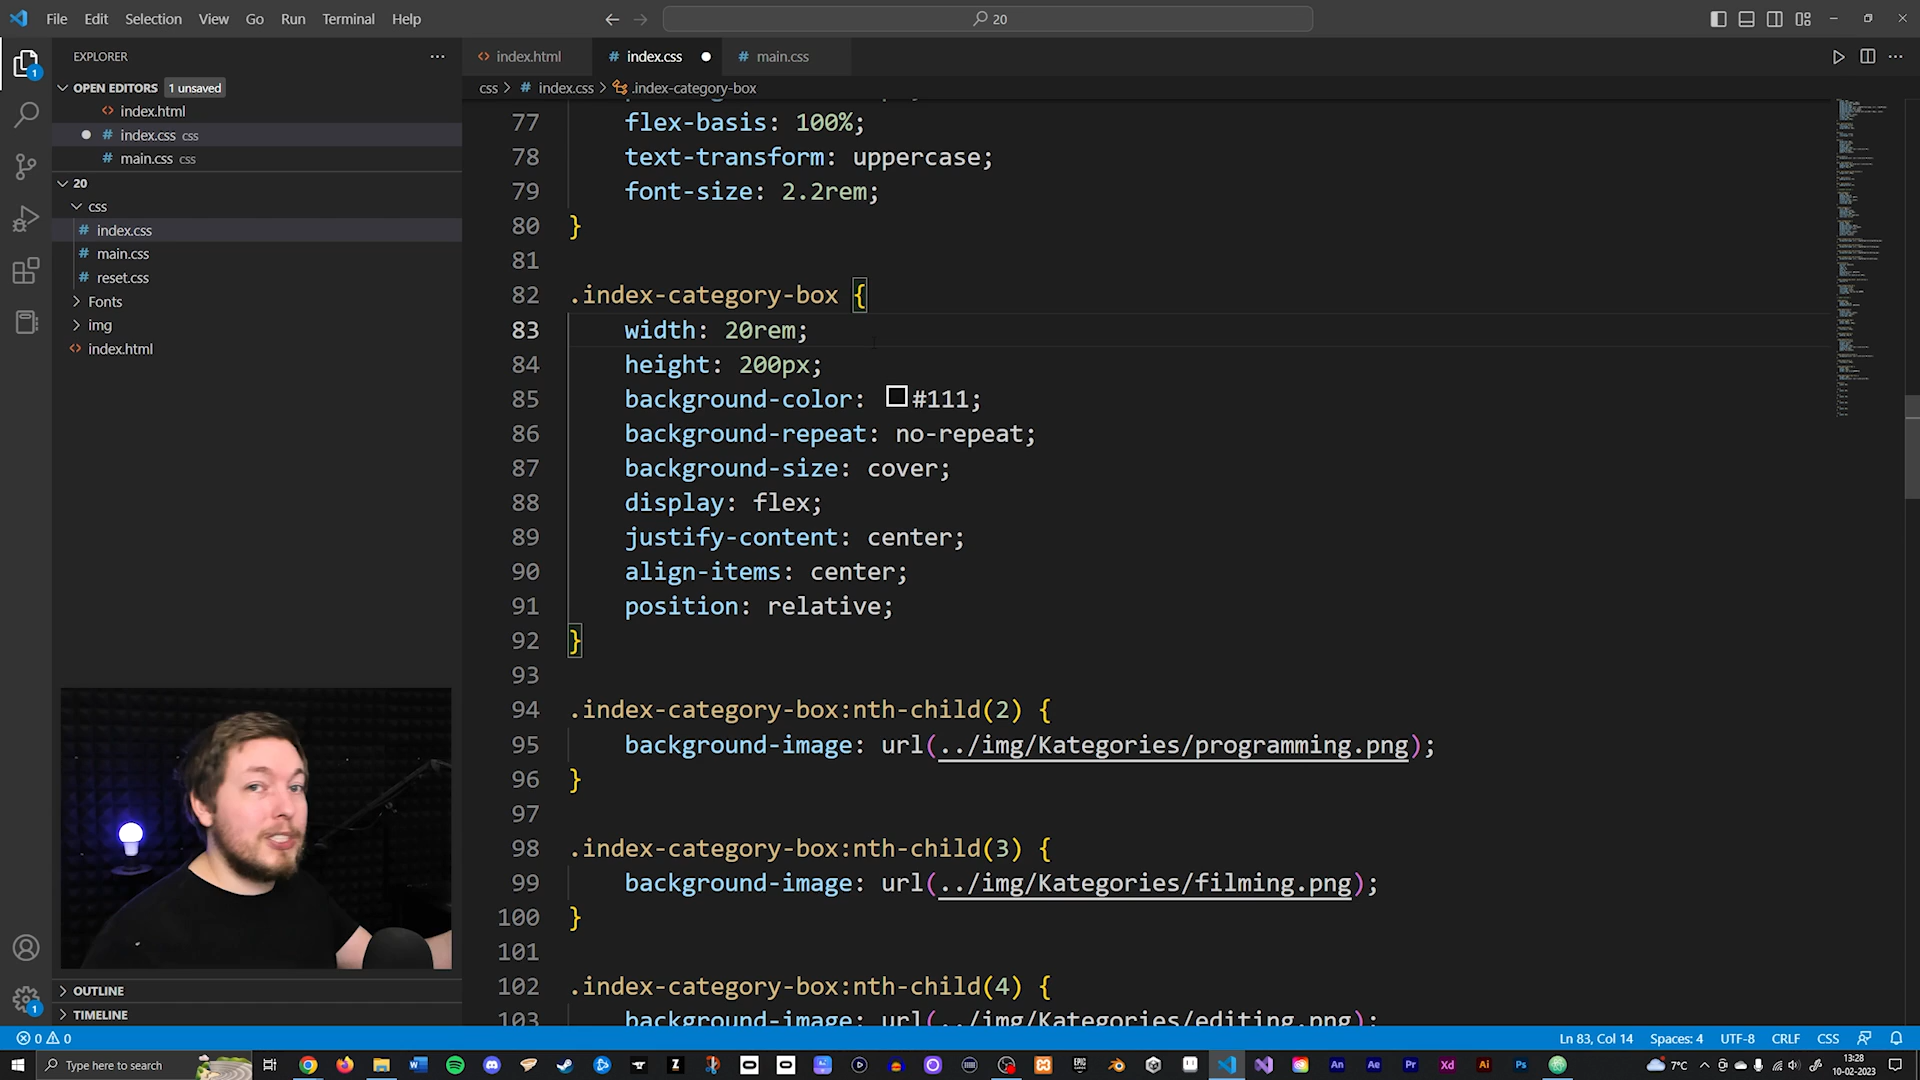 File Edit Selection View Go Run Terminal Help
20
EXPLORER
OPEN EDITORS 1 unsaved
index.html
index.css css
main.css css
20
css
index.css
main.css
reset.css
Fonts
img
index.html
OUTLINE
TIMELINE
index.html
index.css
main.css
css > index.css > .index-category-box
77 flex-basis: 100%;
78 text-transform: uppercase;
79 font-size: 2.2rem;
80 }
81
82 .index-category-box {
83 width: 20rem;
84 height: 200px;
85 background-color: #111;
86 background-repeat: no-repeat;
87 background-size: cover;
88 display: flex;
89 justify-content: center;
90 align-items: center;
91 position: relative;
92 }
93
94 .index-category-box:nth-child(2) {
95 background-image: url(../img/Kategories/programming.png);
96 }
97
98 .index-category-box:nth-child(3) {
99 background-image: url(../img/Kategories/filming.png);
100 }
101
102 .index-category-box:nth-child(4) {
103 background-image: url(../img/Kategories/editing.png);
0 0 Ln 83, Col 14 Spaces: 4 UTF-8 CRLF CSS
Type here to search
7°C
13:28
10-02-2023